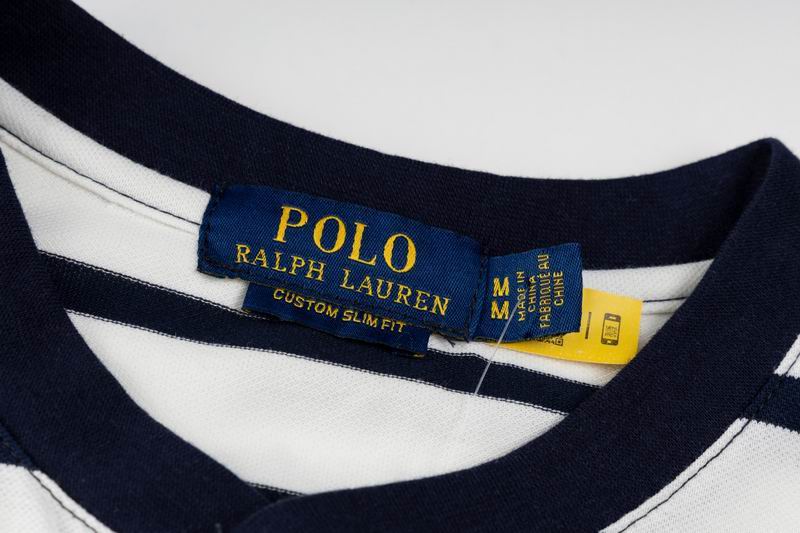 POLO
RALPH LAUREN
CUSTOM SLIM FIT
M
M
MADE IN
CHINA
FABRIQUÉ AU
CHINE